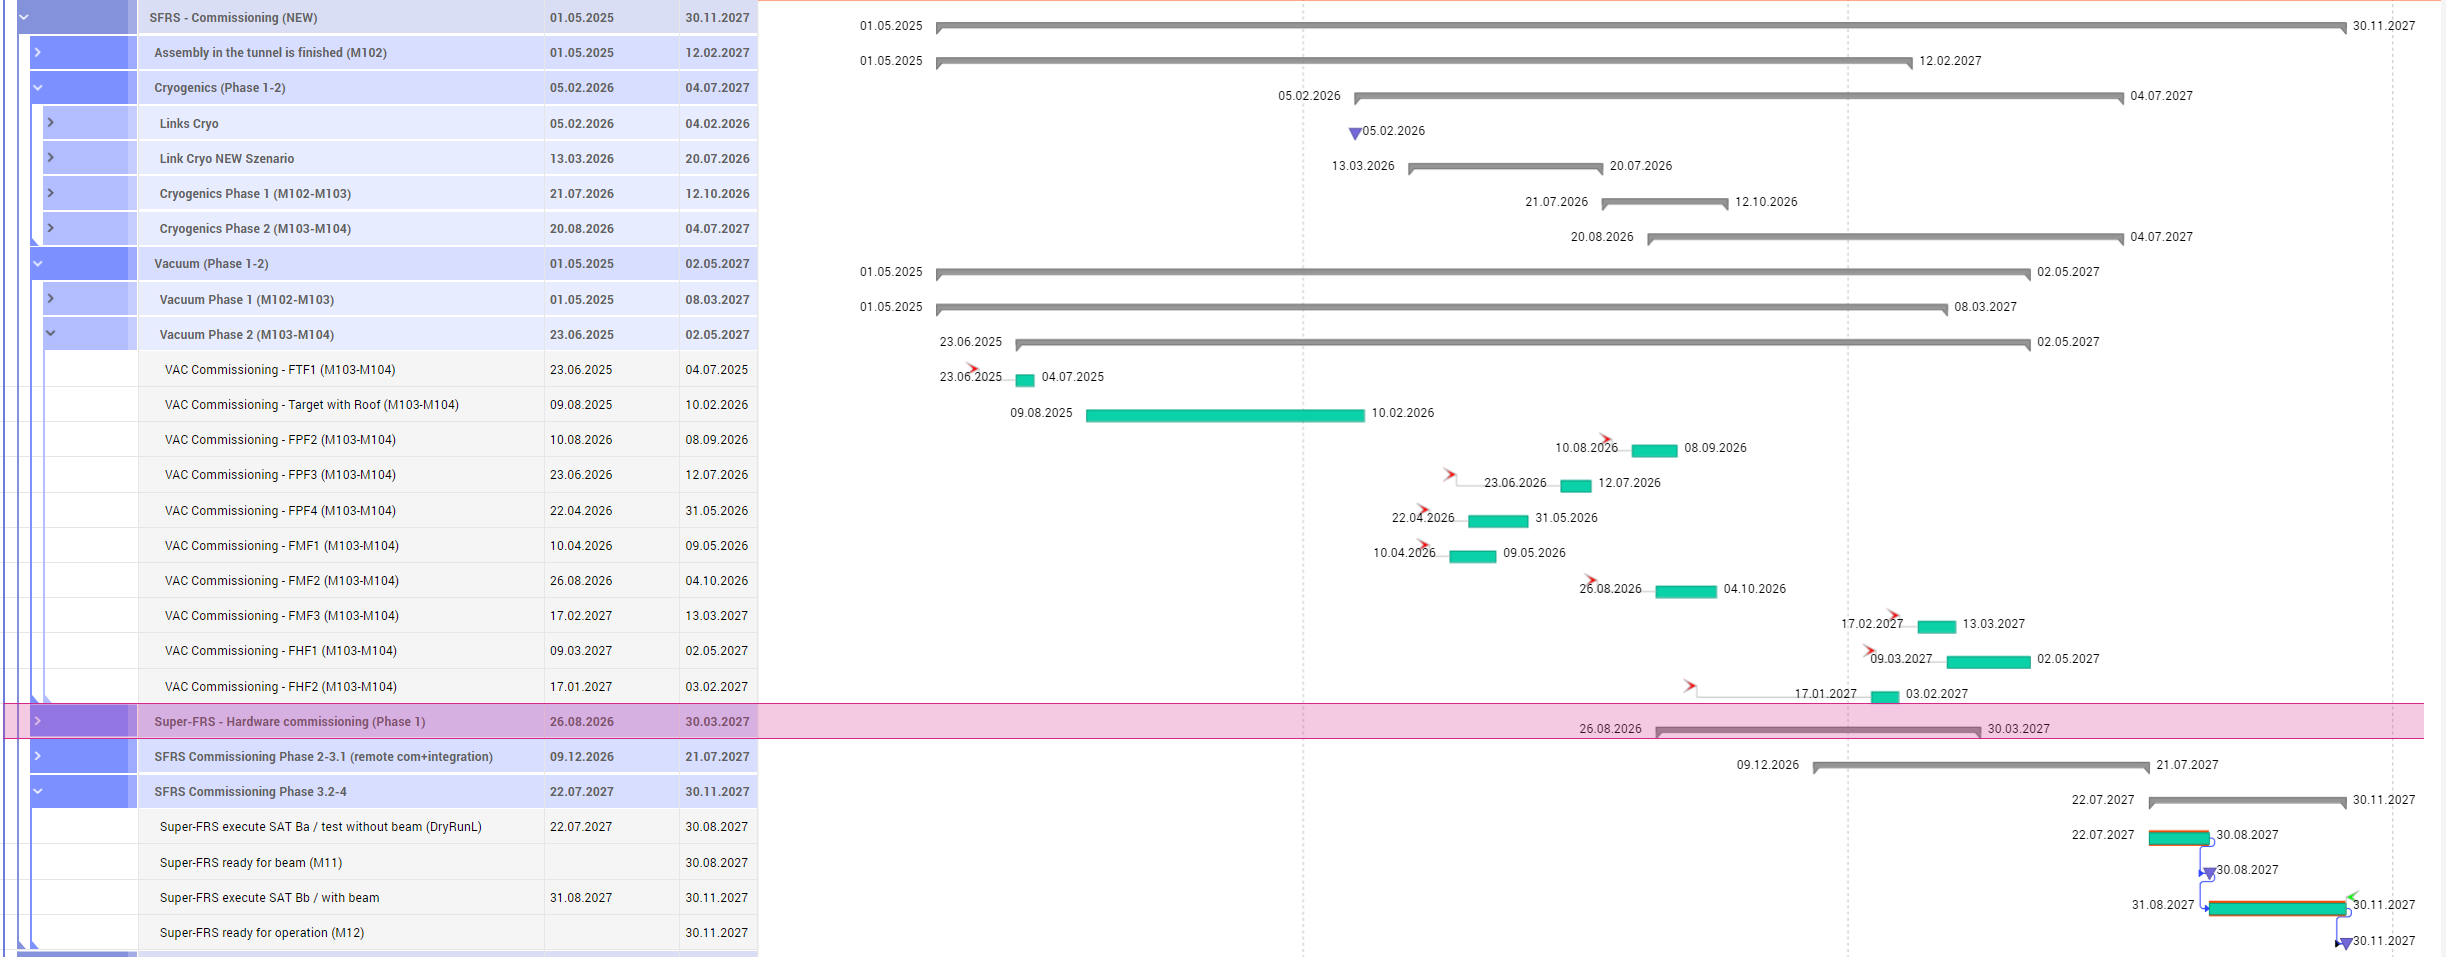 SFRS - Commissioning (NEW) 01.05.2025 30.11.2027 01.05.2025 30.11.2027
Assembly in the tunnel is finished (M102) 01.05.2025 12.02.2027 01.05.2025 12.02.2027
Cryogenics (Phase 1-2) 05.02.2026 04.07.2027 05.02.2026 04.07.2027
Links Cryo 05.02.2026 04.02.2026 05.02.2026
Link Cryo NEW Szenario 13.03.2026 20.07.2026 13.03.2026 20.07.2026
Cryogenics Phase 1 (M102-M103) 21.07.2026 12.10.2026 21.07.2026 12.10.2026
Cryogenics Phase 2 (M103-M104) 20.08.2026 04.07.2027 20.08.2026 04.07.2027
Vacuum (Phase 1-2) 01.05.2025 02.05.2027 01.05.2025 02.05.2027
Vacuum Phase 1 (M102-M103) 01.05.2025 08.03.2027 01.05.2025 08.03.2027
Vacuum Phase 2 (M103-M104) 23.06.2025 02.05.2027 23.06.2025 02.05.2027
VAC Commissioning - FTF1 (M103-M104) 23.06.2025 04.07.2025 23.06.2025 04.07.2025
VAC Commissioning - Target with Roof (M103-M104) 09.08.2025 10.02.2026 09.08.2025 10.02.2026
VAC Commissioning - FPF2 (M103-M104) 10.08.2026 08.09.2026 10.08.2026 08.09.2026
VAC Commissioning - FPF3 (M103-M104) 23.06.2026 12.07.2026 23.06.2026 12.07.2026
VAC Commissioning - FPF4 (M103-M104) 22.04.2026 31.05.2026 22.04.2026 31.05.2026
VAC Commissioning - FMF1 (M103-M104) 10.04.2026 09.05.2026 10.04.2026 09.05.2026
VAC Commissioning - FMF2 (M103-M104) 26.08.2026 04.10.2026 26.08.2026 04.10.2026
VAC Commissioning - FMF3 (M103-M104) 17.02.2027 13.03.2027 17.02.2027 13.03.2027
VAC Commissioning - FHF1 (M103-M104) 09.03.2027 02.05.2027 09.03.2027 02.05.2027
VAC Commissioning - FHF2 (M103-M104) 17.01.2027 03.02.2027 17.01.2027 03.02.2027
Super-FRS - Hardware commissioning (Phase 1) 26.08.2026 30.03.2027 26.08.2026 30.03.2027
SFRS Commissioning Phase 2-3.1 (remote com+integration) 09.12.2026 21.07.2027 09.12.2026 21.07.2027
SFRS Commissioning Phase 3.2-4 22.07.2027 30.11.2027 22.07.2027 30.11.2027
Super-FRS execute SAT Ba / test without beam (DryRunL) 22.07.2027 30.08.2027 22.07.2027 30.08.2027
Super-FRS ready for beam (M11) 30.08.2027 30.08.2027
Super-FRS execute SAT Bb / with beam 31.08.2027 30.11.2027 31.08.2027 30.11.2027
Super-FRS ready for operation (M12) 30.11.2027 30.11.2027